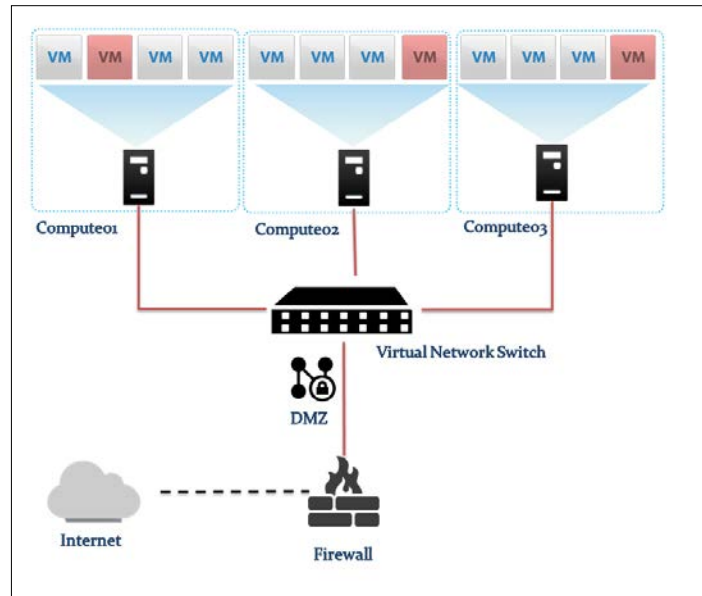 VM VM VM VM VM VM VM VM VM VM VM VM
Compute01 Compute02 Compute03
Virtual Network Switch
DMZ
Internet
Firewall